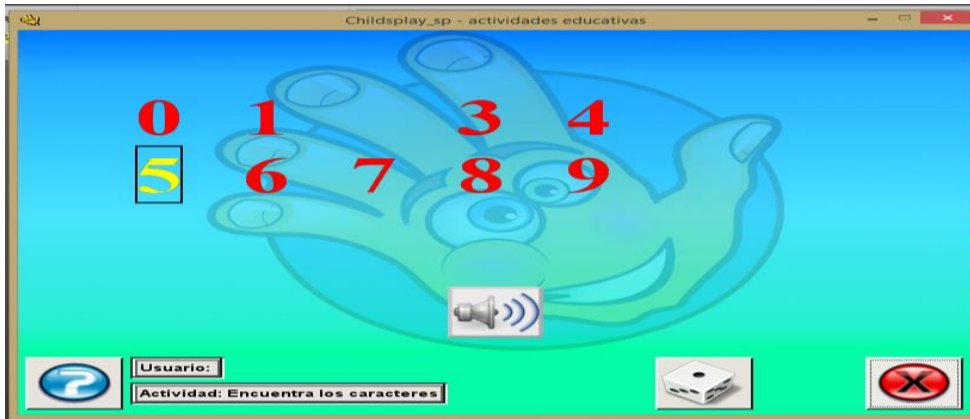 Childsplay_sp - actividades educativas
0 1 3 4
5 6 7 8 9
Usuario:
Actividad: Encuentra los caracteres